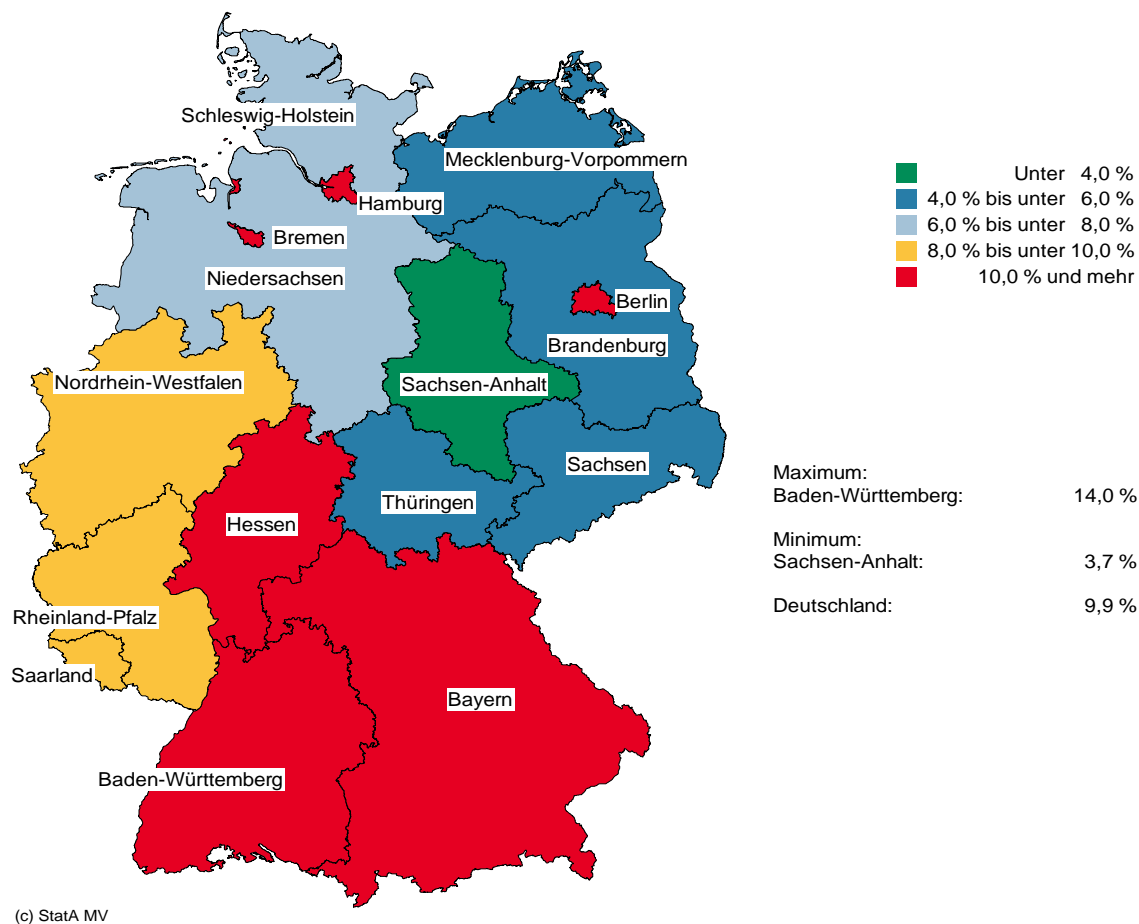 Schleswig-Holstein
Mecklenburg-Vorpommern
Hamburg
Bremen
Niedersachsen
Berlin
Brandenburg
Nordrhein-Westfalen
Sachsen-Anhalt
Sachsen
Thüringen
Hessen
Rheinland-Pfalz
Saarland
Bayern
Baden-Württemberg
Unter 4,0 %
4,0 % bis unter 6,0 %
6,0 % bis unter 8,0 %
8,0 % bis unter 10,0 %
10,0 % und mehr
Maximum:
Baden-Württemberg: 14,0 %
Minimum:
Sachsen-Anhalt: 3,7 %
Deutschland: 9,9 %
(c) StatA MV